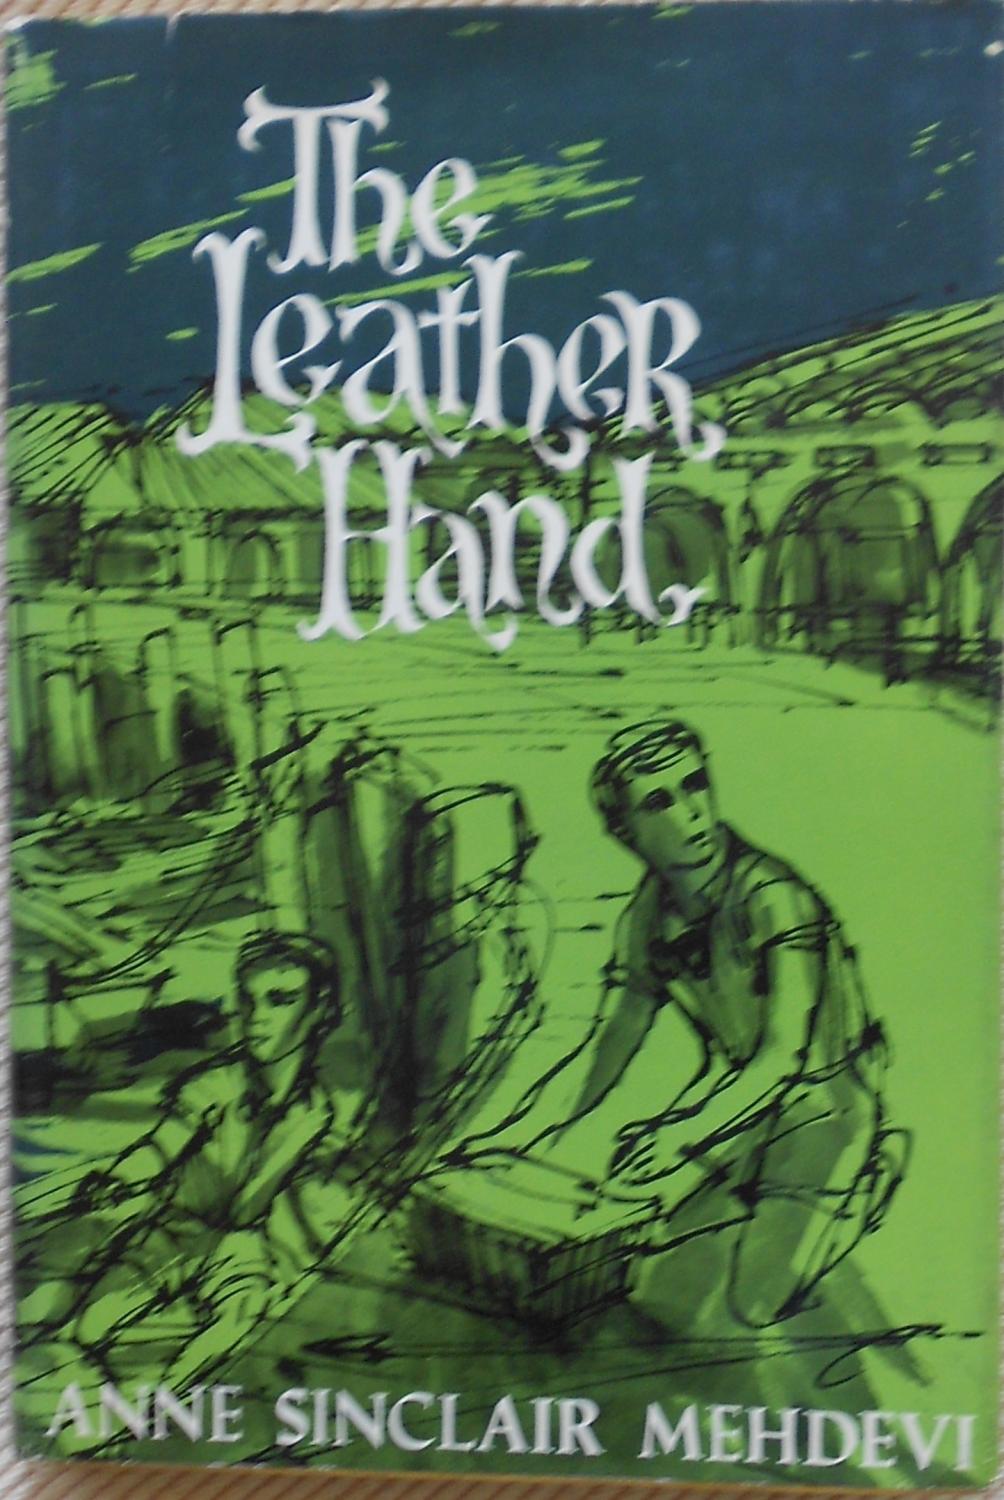 The
Leather
Hand
ANNE SINCLAIR MEHDEVI